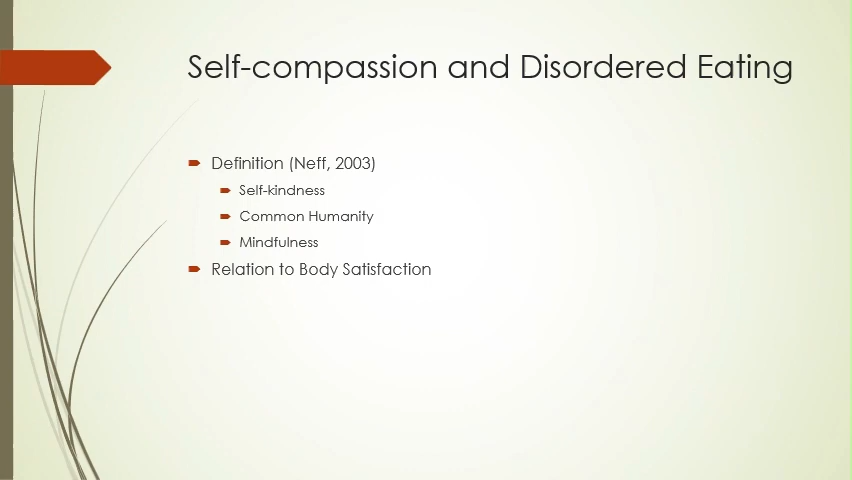 Self-compassion and Disordered Eating
Definition (Neff, 2003)
Self-kindness
Common Humanity
Mindfulness
Relation to Body Satisfaction